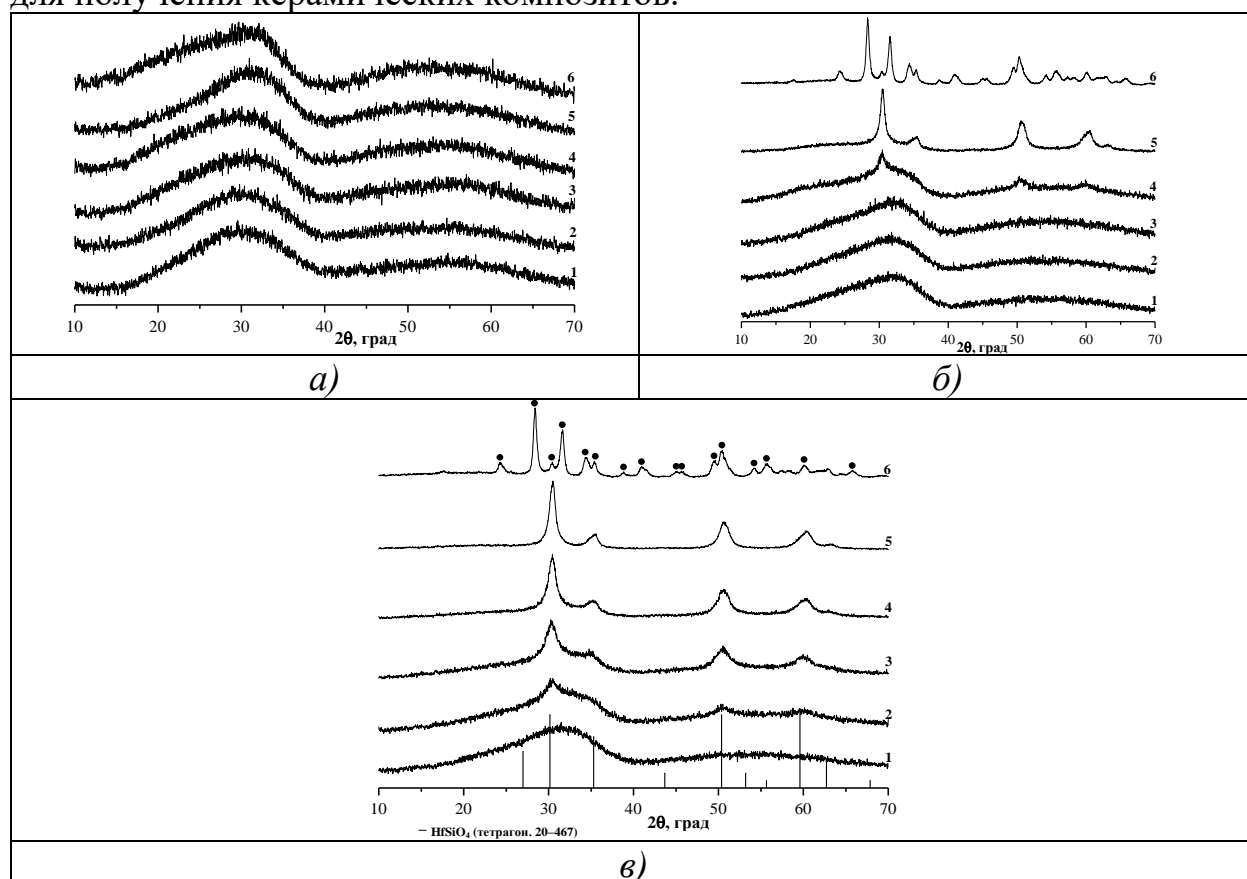 для получения керамических композитов.
6
5
4
3
2
1
10 20 30 40 50 60 70
2θ, град
6
5
4
3
2
1
10 20 30 40 50 60 70
2θ, град
а) б)
6
5
4
3
2
1
10 20 30 40 50 60 70
2θ, град
– HfSiO₄ (тетрагон. 20–467)
в)